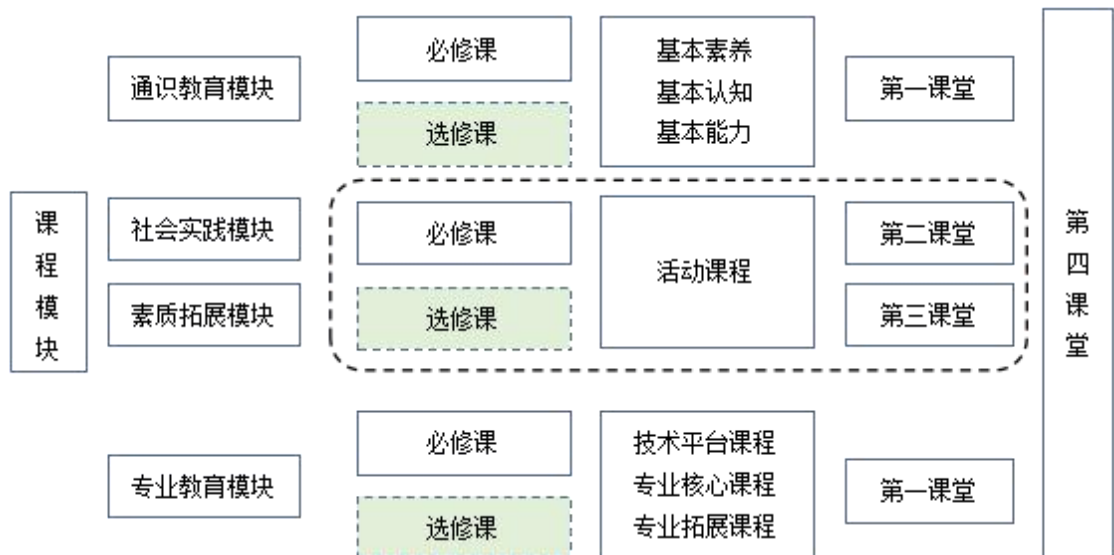 课程模块
通识教育模块
必修课
选修课
基本素养
基本认知
基本能力
第一课堂
社会实践模块
素质拓展模块
必修课
选修课
活动课程
第二课堂
第三课堂
专业教育模块
必修课
选修课
技术平台课程
专业核心课程
专业拓展课程
第一课堂
第四课堂